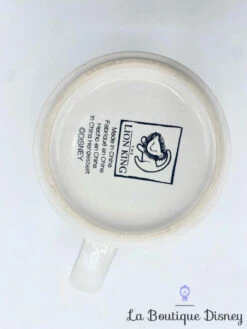 THE
LION KING
Made in China
Fabriqué en Chine
Hecho en China
In China Hergestellt
©DISNEY
La Boutique Disney